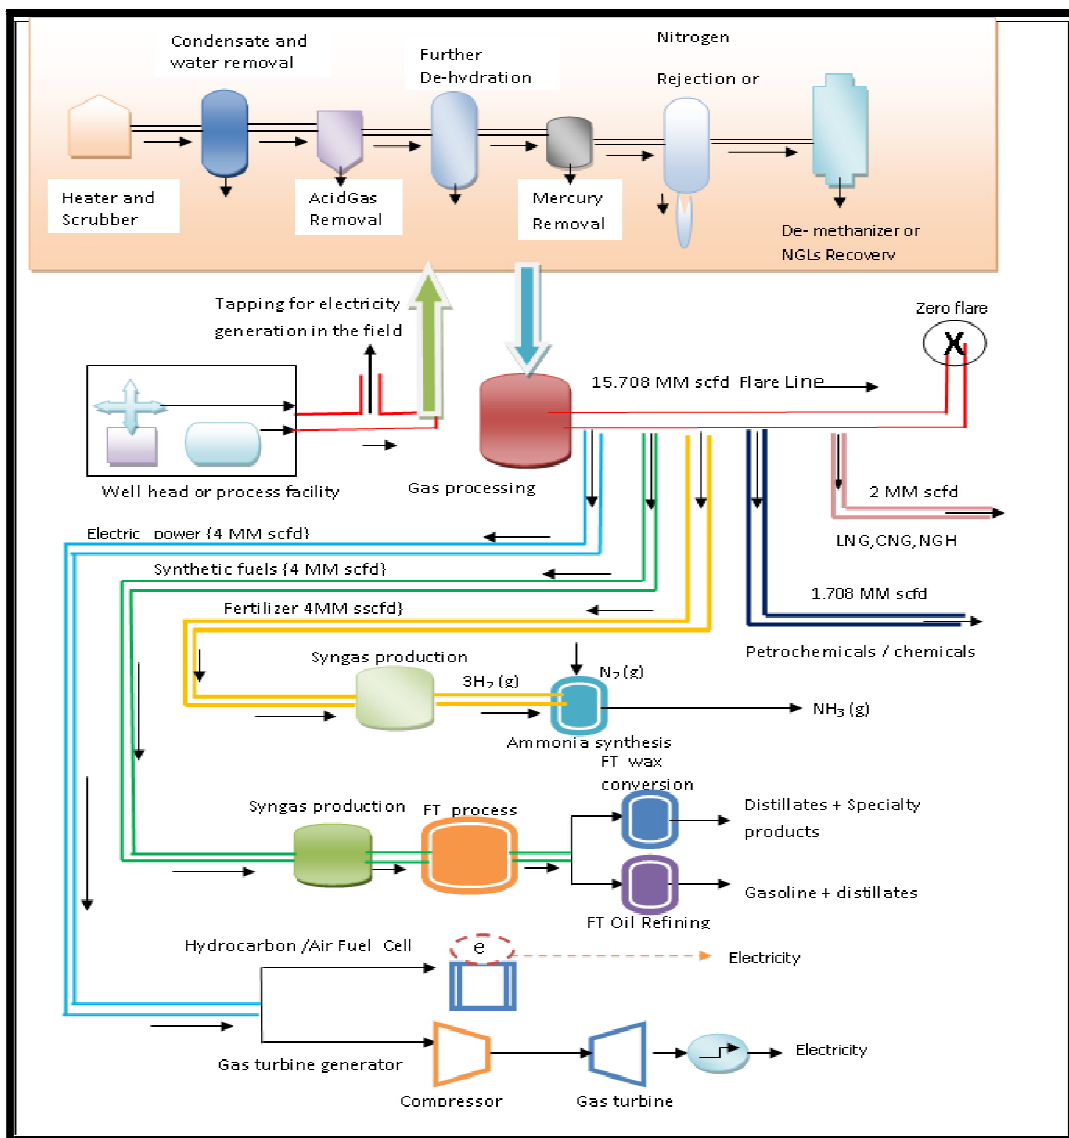 Condensate and
water removal
Further
De-hydration
Nitrogen
Rejection or
Heater and
Scrubber
AcidGas
Removal
Mercury
Removal
De- methanizer or
NGLs Recovery
Tapping for electricity
generation in the field
Zero flare
X
15.708 MM scfd Flare Line
Well head or process facility
Gas processing
2 MM scfd
LNG,CNG,NGH
Electric power {4 MM scfd}
Synthetic fuels {4 MM scfd}
Fertilizer 4MM sscfd}
1.708 MM scfd
Petrochemicals / chemicals
Syngas production
3H₂ (g)
N₂ (g)
NH₃ (g)
Ammonia synthesis
FT wax
conversion
Syngas production
FT process
Distillates + Specialty
products
Gasoline + distillates
FT Oil Refining
Hydrocarbon /Air Fuel Cell
e
Electricity
Gas turbine generator
Electricity
Compressor
Gas turbine